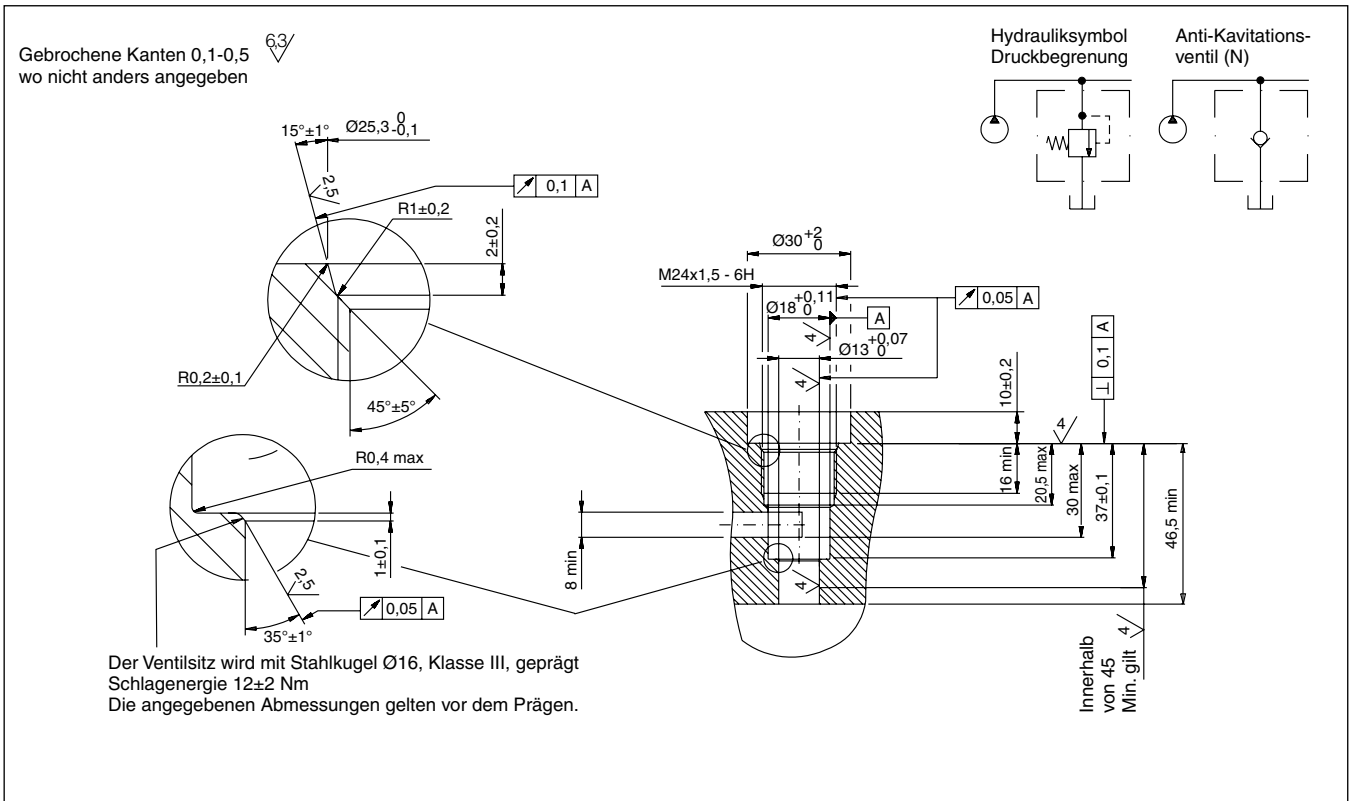 Gebrochene Kanten 0,1-0,5
wo nicht anders angegeben
6,3
Hydrauliksymbol
Druckbegrenung
Anti-Kavitations-
ventil (N)
15°±1°
Ø25,3 0 -0,1
2,5
0,1 A
R1±0,2
2±0,2
R0,2±0,1
45°±5°
R0,4 max
1±0,1
2,5
0,05 A
35°±1°
Der Ventilsitz wird mit Stahlkugel Ø16, Klasse III, geprägt
Schlagenergie 12±2 Nm
Die angegebenen Abmessungen gelten vor dem Prägen.
Ø30 +2 0
M24x1,5 - 6H
Ø18 +0,11 0
0,05 A
A
4
Ø13 +0,07 0
4
10±0,2
⊥ 0,1 A
4
16 min
20,5 max
30 max
37±0,1
46,5 min
8 min
4
Innerhalb
von 45
Min. gilt 4